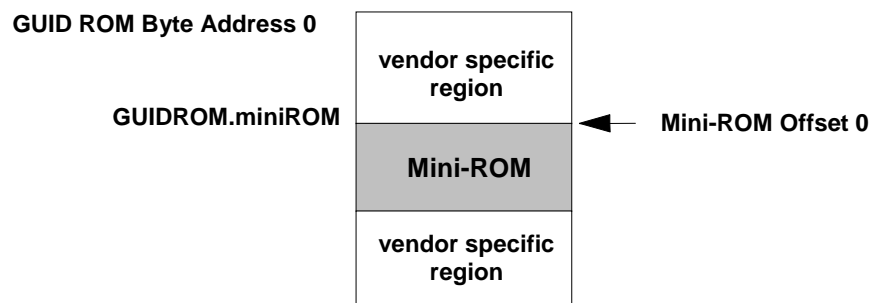 GUID ROM Byte Address 0
vendor specific
region
GUIDROM.miniROM
Mini-ROM Offset 0
Mini-ROM
vendor specific
region